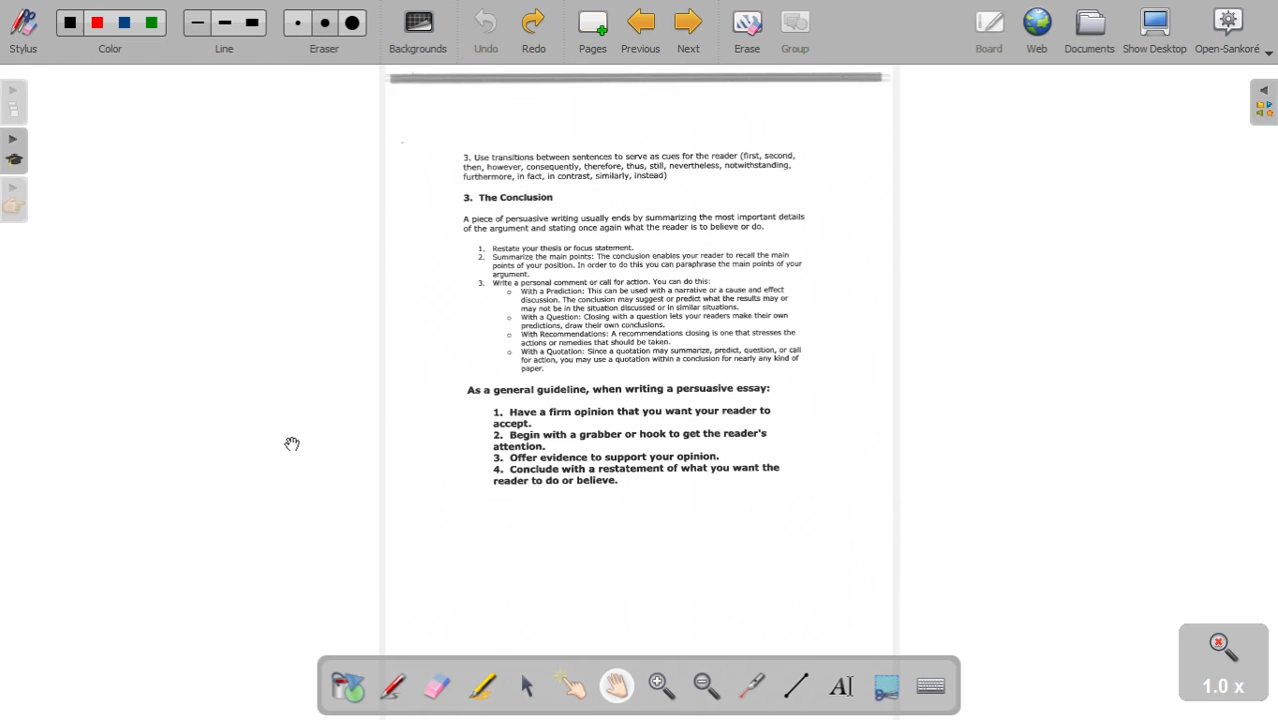 Stylus
Color
Line
Eraser
Backgrounds
Undo
Redo
Pages
Previous
Next
Erase
Group
Board
Web
Documents
Show Desktop
Open-Sankoré
3. Use transitions between sentences to serve as cues for the reader (first, second,
then, however, consequently, therefore, thus, still, nevertheless, notwithstanding,
furthermore, in fact, in contrast, similarly, instead)
3. The Conclusion
A piece of persuasive writing usually ends by summarizing the most important details
of the argument and stating once again what the reader is to believe or do.
1. Restate your thesis or focus statement.
2. Summarize the main points: The conclusion enables your reader to recall the main
points of your position. In order to do this you can paraphrase the main points of your
argument.
3. Write a personal comment or call for action. You can do this:
o With a Prediction: This can be used with a narrative or a cause and effect
discussion. The conclusion may suggest or predict what the results may or
may not be in the situation discussed or in similar situations.
o With a Question: Closing with a question lets your readers make their own
predictions, draw their own conclusions.
o With Recommendations: A recommendations closing is one that stresses the
actions or remedies that should be taken.
o With a Quotation: Since a quotation may summarize, predict, question, or call
for action, you may use a quotation within a conclusion for nearly any kind of
paper.
As a general guideline, when writing a persuasive essay:
1. Have a firm opinion that you want your reader to
accept.
2. Begin with a grabber or hook to get the reader's
attention.
3. Offer evidence to support your opinion.
4. Conclude with a restatement of what you want the
reader to do or believe.
AI
1.0 x